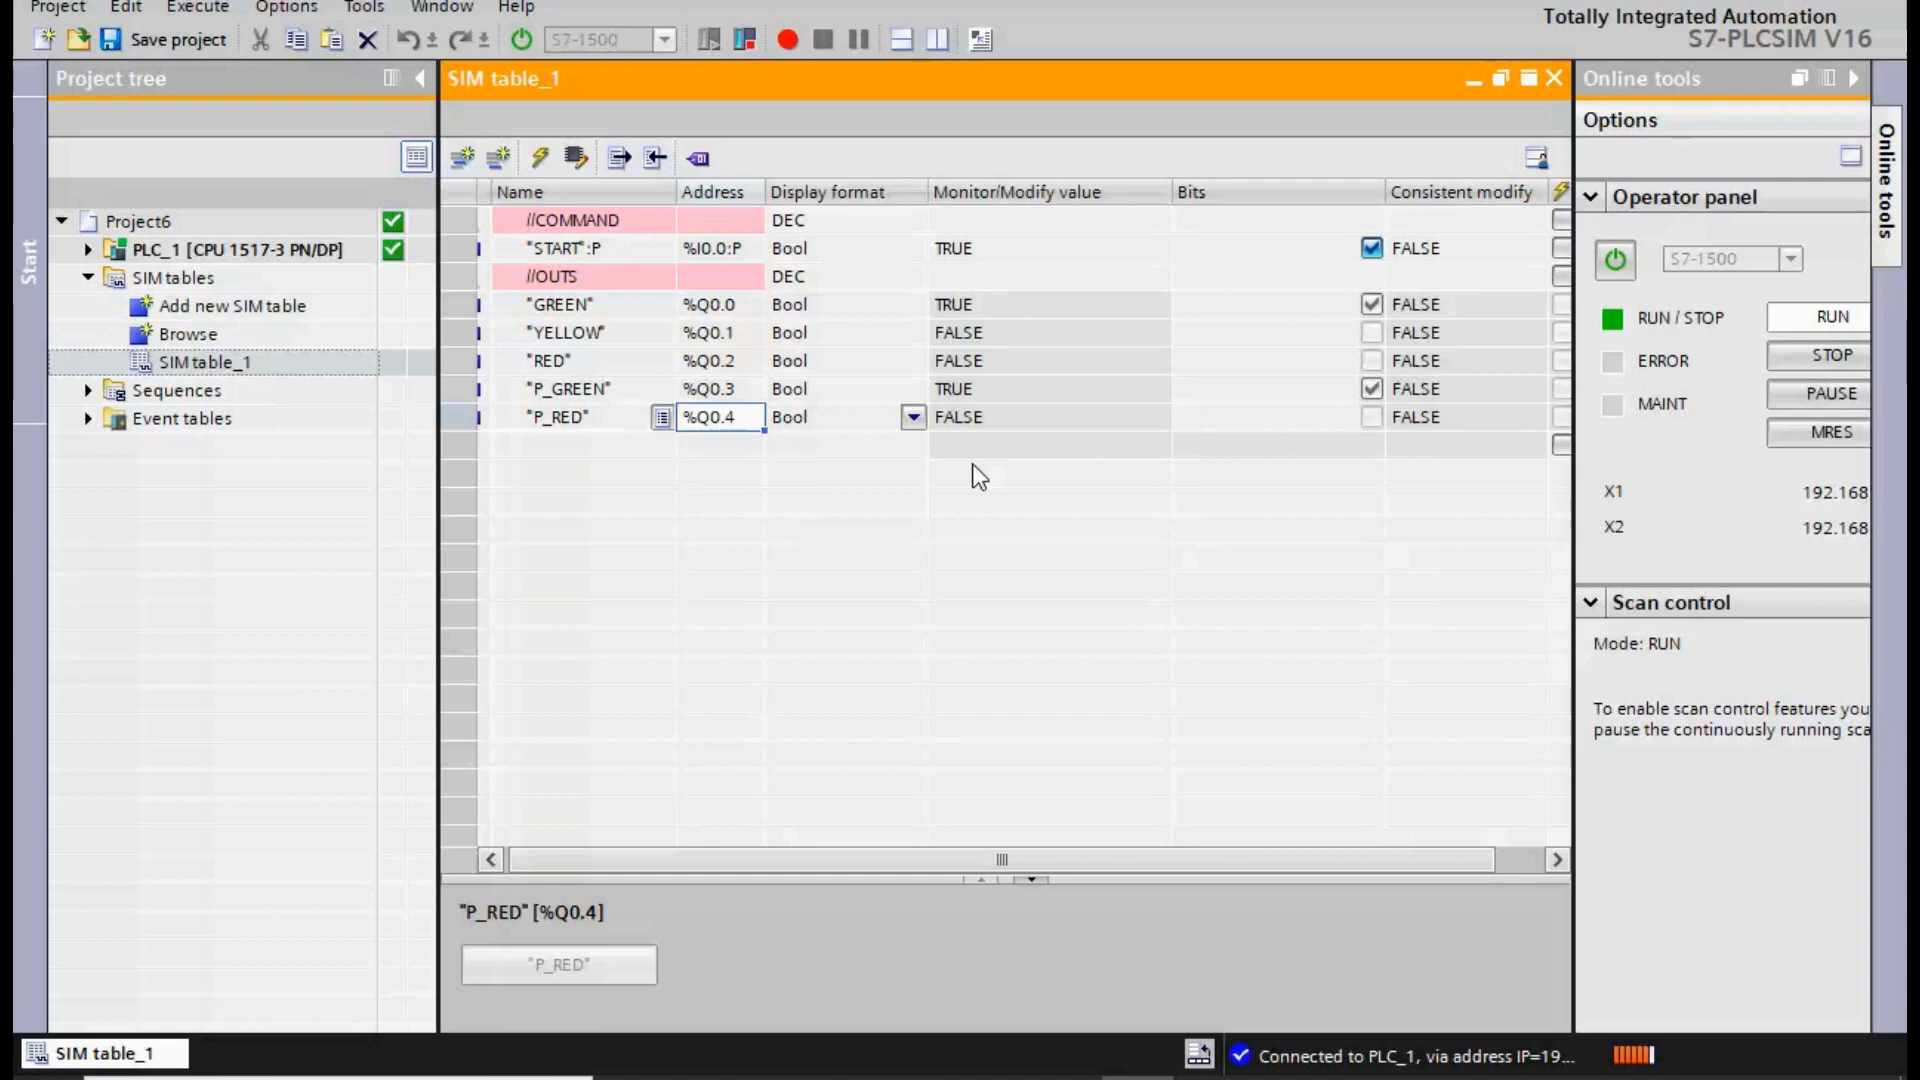 Project Edit Execute Options Tools Window Help
Totally Integrated Automation
S7-PLCSIM V16
Save project S7-1500
Project tree
SIM table_1
Online tools
Options
Start
Online tools
Name Address Display format Monitor/Modify value Bits Consistent modify
//COMMAND DEC
"START":P %I0.0:P Bool TRUE FALSE
//OUTS DEC
"GREEN" %Q0.0 Bool TRUE FALSE
"YELLOW" %Q0.1 Bool FALSE FALSE
"RED" %Q0.2 Bool FALSE FALSE
"P_GREEN" %Q0.3 Bool TRUE FALSE
"P_RED" %Q0.4 Bool FALSE FALSE
Project6
PLC_1 [CPU 1517-3 PN/DP]
SIM tables
Add new SIM table
Browse
SIM table_1
Sequences
Event tables
Operator panel
S7-1500
RUN / STOP RUN
ERROR STOP
PAUSE
MAINT
MRES
X1 192.168
X2 192.168
Scan control
Mode: RUN
To enable scan control features you
pause the continuously running sca
"P_RED" [%Q0.4]
"P_RED"
SIM table_1
Connected to PLC_1, via address IP=19...